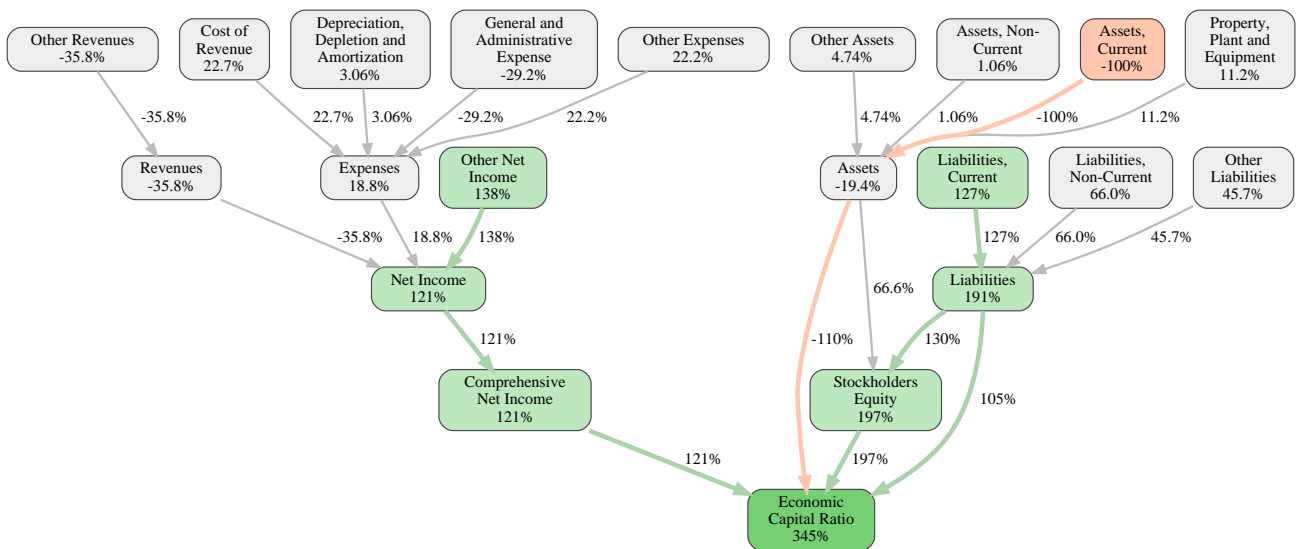 Other Revenues
-35.8%
Cost of
Revenue
22.7%
Depreciation,
Depletion and
Amortization
3.06%
General and
Administrative
Expense
-29.2%
Other Expenses
22.2%
Other Assets
4.74%
Assets, Non-
Current
1.06%
Assets,
Current
-100%
Property,
Plant and
Equipment
11.2%
-35.8%
22.7%
3.06%
-29.2%
22.2%
4.74%
1.06%
-100%
11.2%
Revenues
-35.8%
Expenses
18.8%
Other Net
Income
138%
Assets
-19.4%
Liabilities,
Current
127%
Liabilities,
Non-Current
66.0%
Other
Liabilities
45.7%
-35.8%
18.8%
138%
127%
66.0%
45.7%
Net Income
121%
66.6%
Liabilities
191%
121%
-110%
130%
Comprehensive
Net Income
121%
Stockholders
Equity
197%
105%
121%
197%
Economic
Capital Ratio
345%